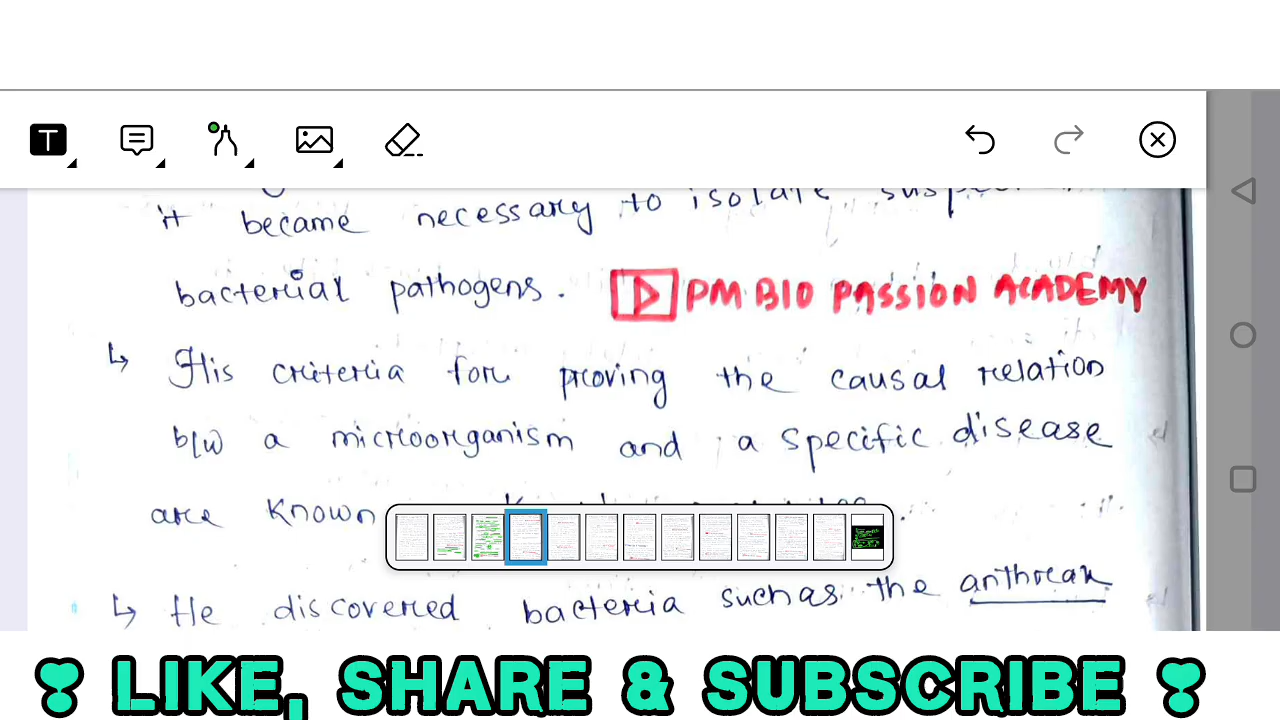 T
it became necessary to isolate
bacterial pathogens. PM BIO PASSION ACADEMY
↳ His criteria for proving the causal relation
b/w a microorganism and a specific disease
are known
↳ He discovered bacteria such as the anthrax
❣ LIKE, SHARE & SUBSCRIBE ❣